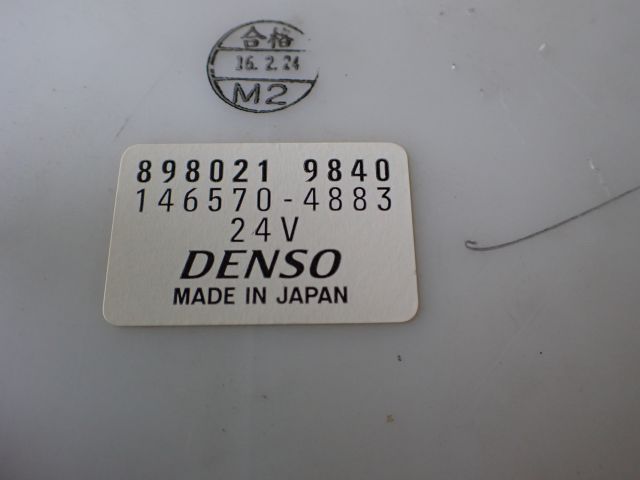 合格
16. 2. 24
M2
898021 9840
146570-4883
24V
DENSO
MADE IN JAPAN